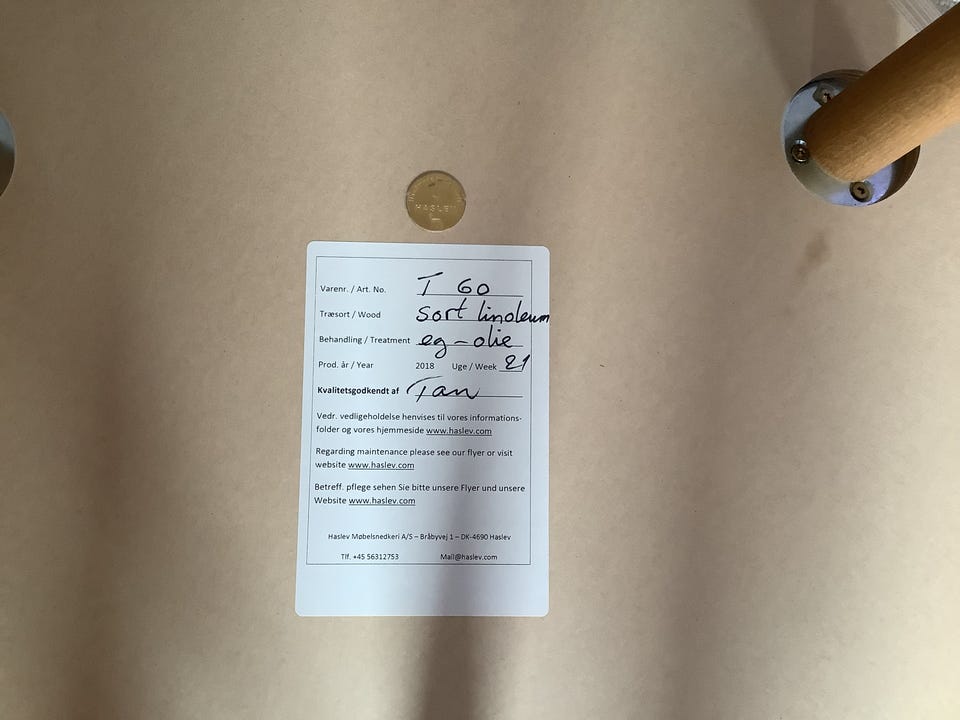 HASLEV
Varenr. / Art. No. T 60
Træsort / Wood sort linoleum
Behandling / Treatment eg-olie
Prod. år / Year 2018 Uge / Week 21
Kvalitetsgodkendt af Tan
Vedr. vedligeholdelse henvises til vores informations-
folder og vores hjemmeside www.haslev.com
Regarding maintenance please see our flyer or visit
website www.haslev.com
Betreff. pflege sehen Sie bitte unsere Flyer und unsere
Website www.haslev.com
Haslev Møbelsnedkeri A/S – Bråbyvej 1 – DK-4690 Haslev
Tlf. +45 56312753 Mail@haslev.com